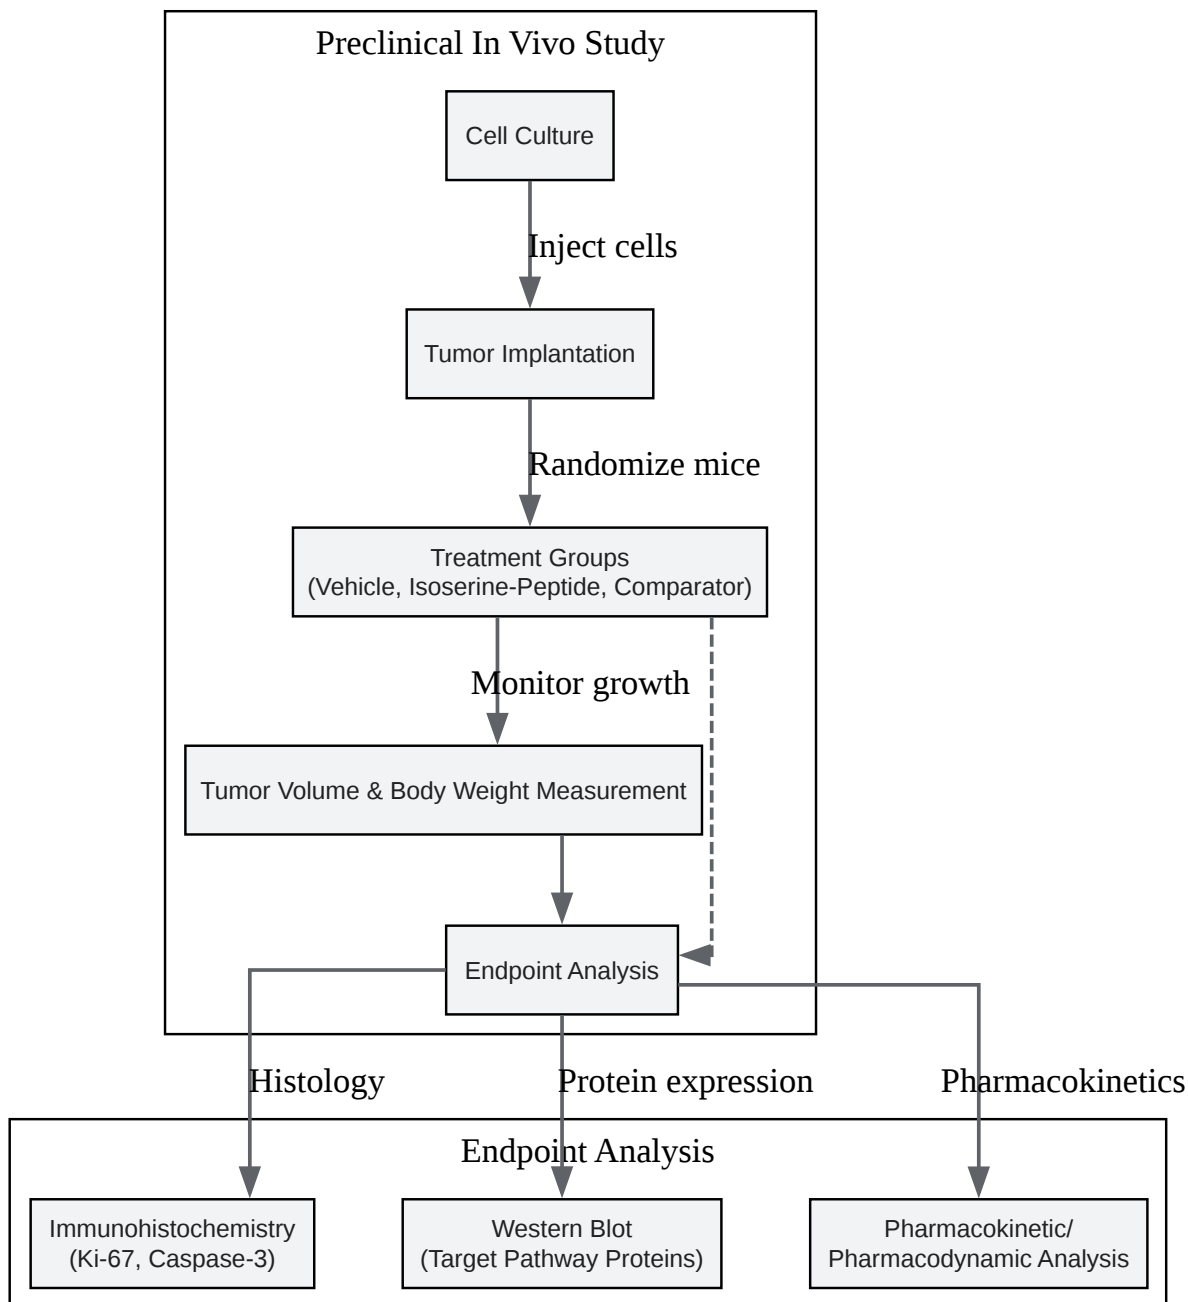 Preclinical In Vivo Study
Cell Culture
Inject cells
Tumor Implantation
Randomize mice
Treatment Groups
(Vehicle, Isoserine-Peptide, Comparator)
Monitor growth
Tumor Volume & Body Weight Measurement
Endpoint Analysis
Histology
Protein expression
Pharmacokinetics
Endpoint Analysis
Immunohistochemistry
(Ki-67, Caspase-3)
Western Blot
(Target Pathway Proteins)
Pharmacokinetic/
Pharmacodynamic Analysis